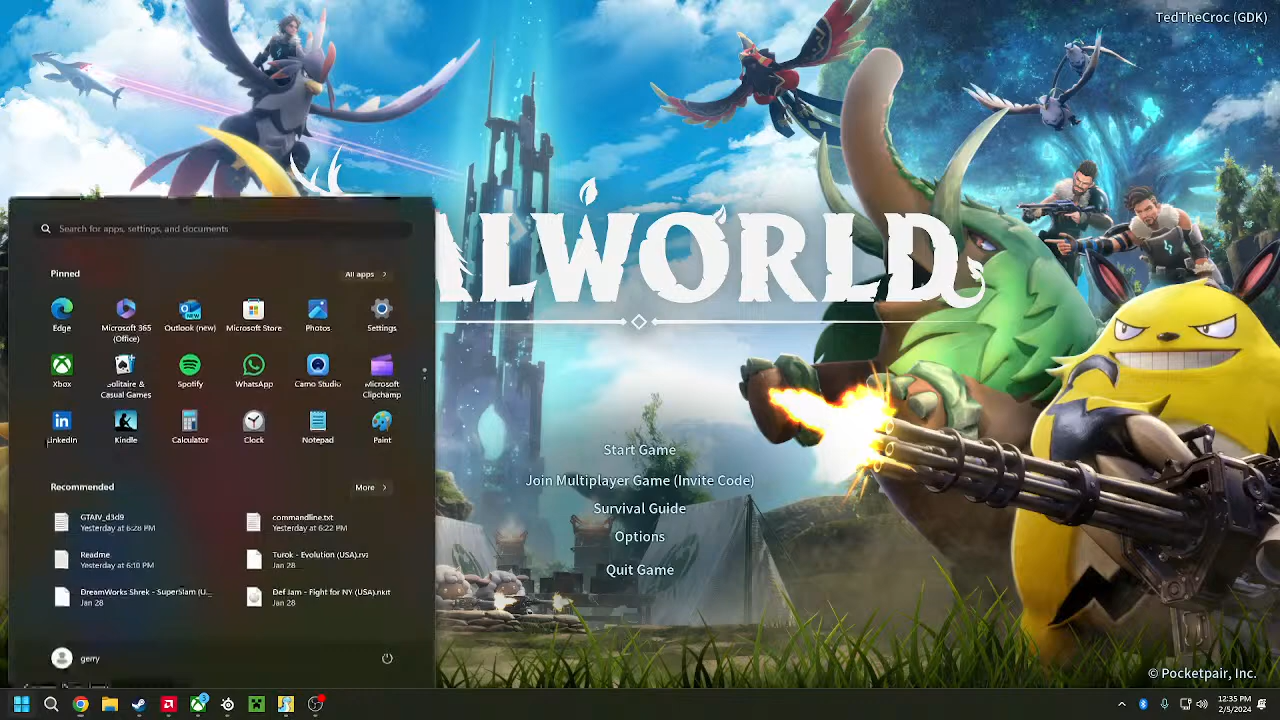 TedTheCroc (GDK)
ALWORLD
Search for apps, settings, and documents
Pinned
All apps
Edge
Microsoft 365 (Office)
Outlook (new)
Microsoft Store
Photos
Settings
Xbox
Solitaire & Casual Games
Spotify
WhatsApp
Camo Studio
Microsoft Clipchamp
LinkedIn
Kindle
Calculator
Clock
Notepad
Paint
Recommended
More
GTAIV_d3d9
Yesterday at 6:28 PM
commandline.txt
Yesterday at 6:22 PM
Readme
Yesterday at 6:10 PM
Turok - Evolution (USA).rvz
Jan 28
DreamWorks Shrek - SuperSlam (U...
Jan 28
Def Jam - Fight for NY (USA).nkit
Jan 28
gerry
Start Game
Join Multiplayer Game (Invite Code)
Survival Guide
Options
Quit Game
© Pocketpair, Inc.
12:35 PM
2/5/2024